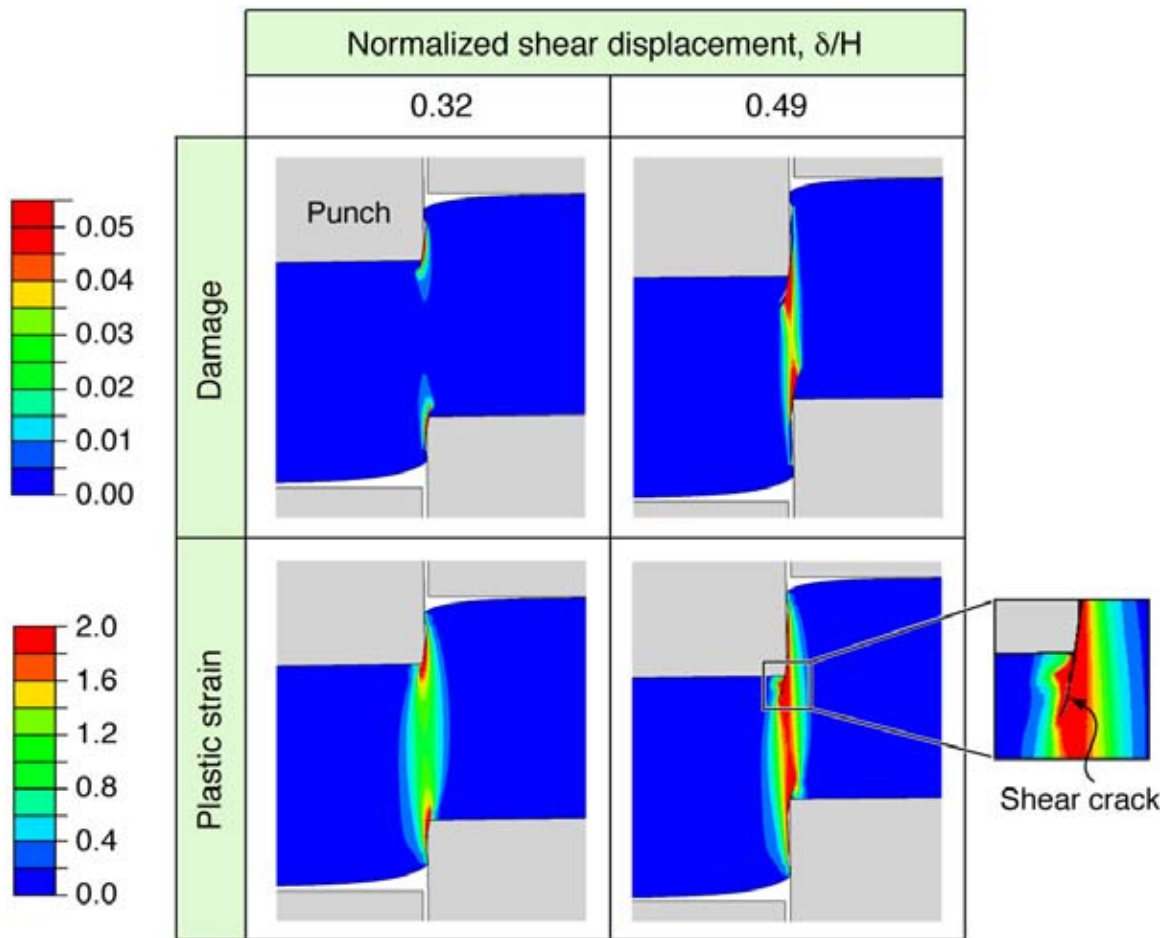 Normalized shear displacement, δ/H
0.32
0.49
Damage
Punch
0.05
0.04
0.03
0.02
0.01
0.00
Plastic strain
2.0
1.6
1.2
0.8
0.4
0.0
Shear crack